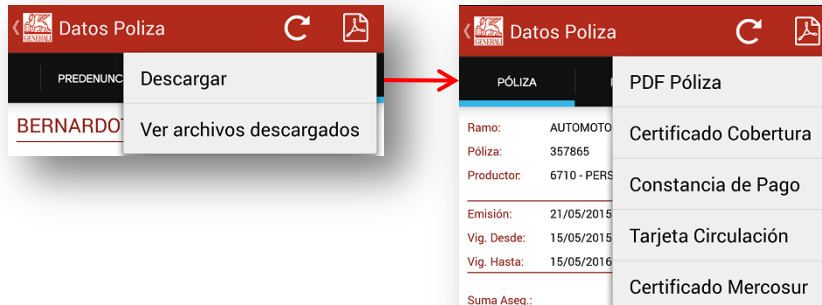 GENERALI Datos Poliza
PREDENUNC
Descargar
BERNARDO
Ver archivos descargados
GENERALI Datos Poliza
PÓLIZA
PDF Póliza
Ramo: AUTOMOTO
Certificado Cobertura
Póliza: 357865
Productor: 6710 - PERS
Constancia de Pago
Emisión: 21/05/2015
Tarjeta Circulación
Vig. Desde: 15/05/2015
Vig. Hasta: 15/05/2016
Certificado Mercosur
Suma Aseg.: